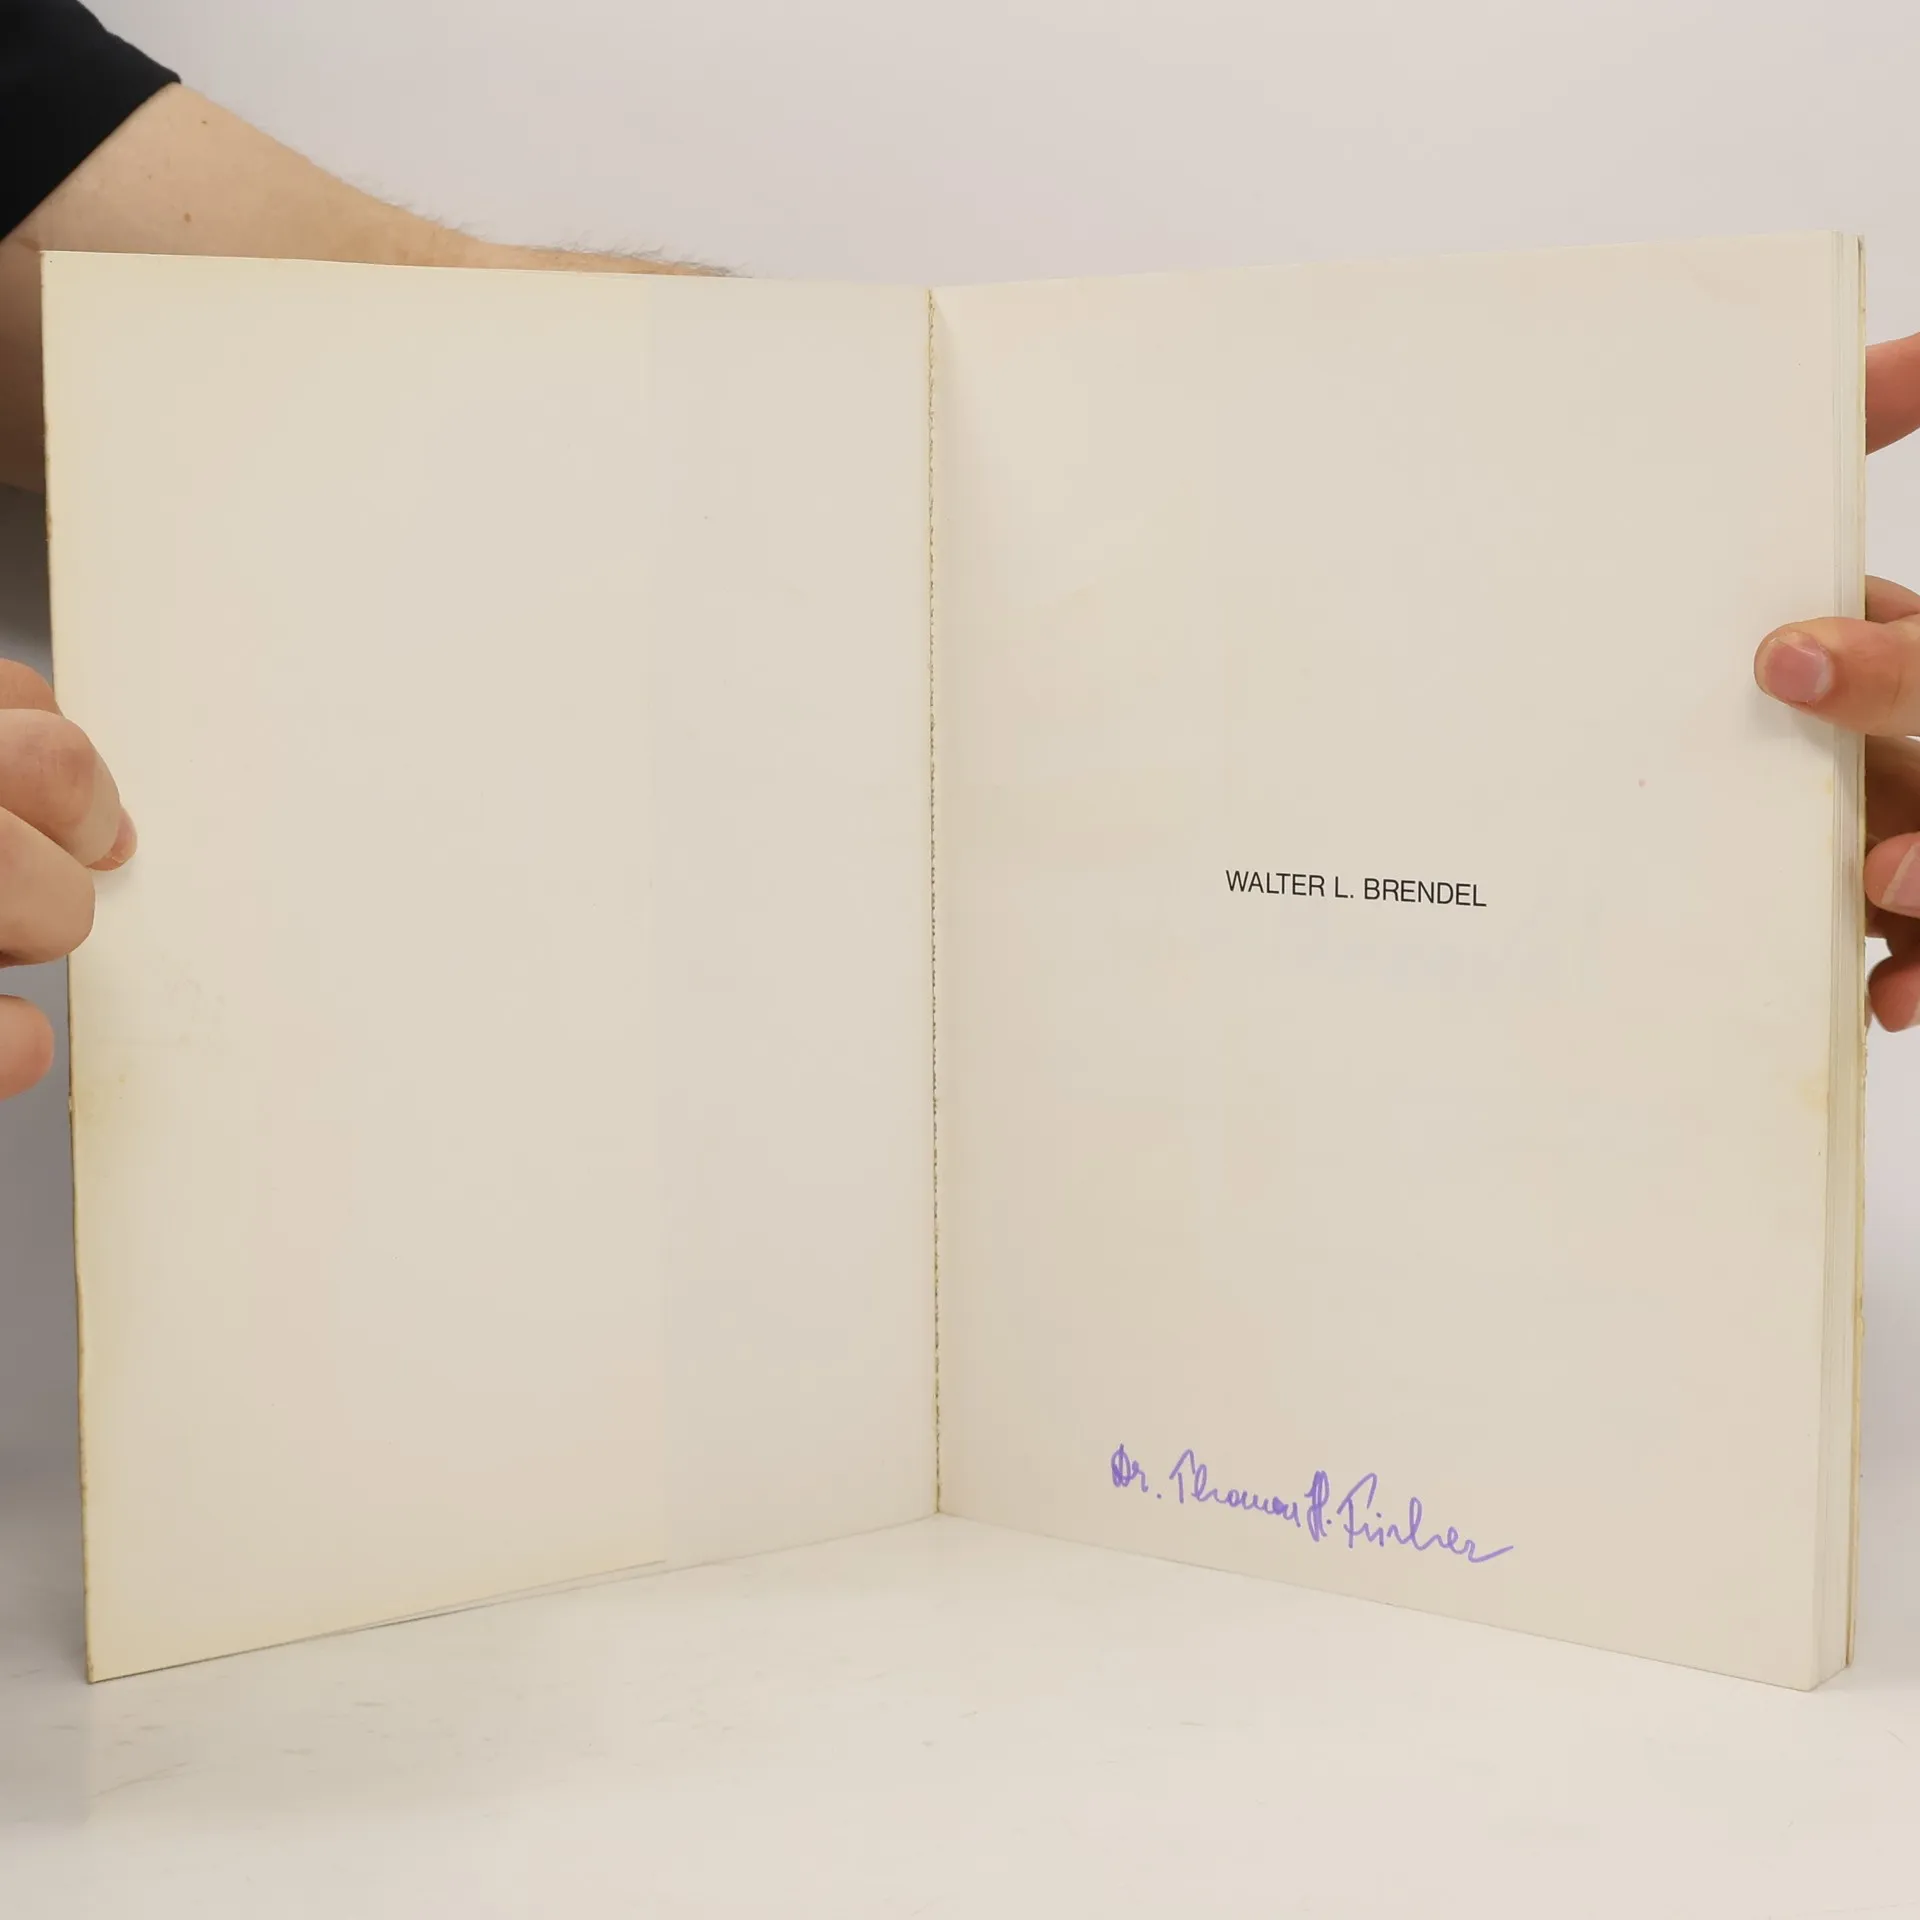 WALTER L. BRENDEL
Dr. Thomas H. Fischer